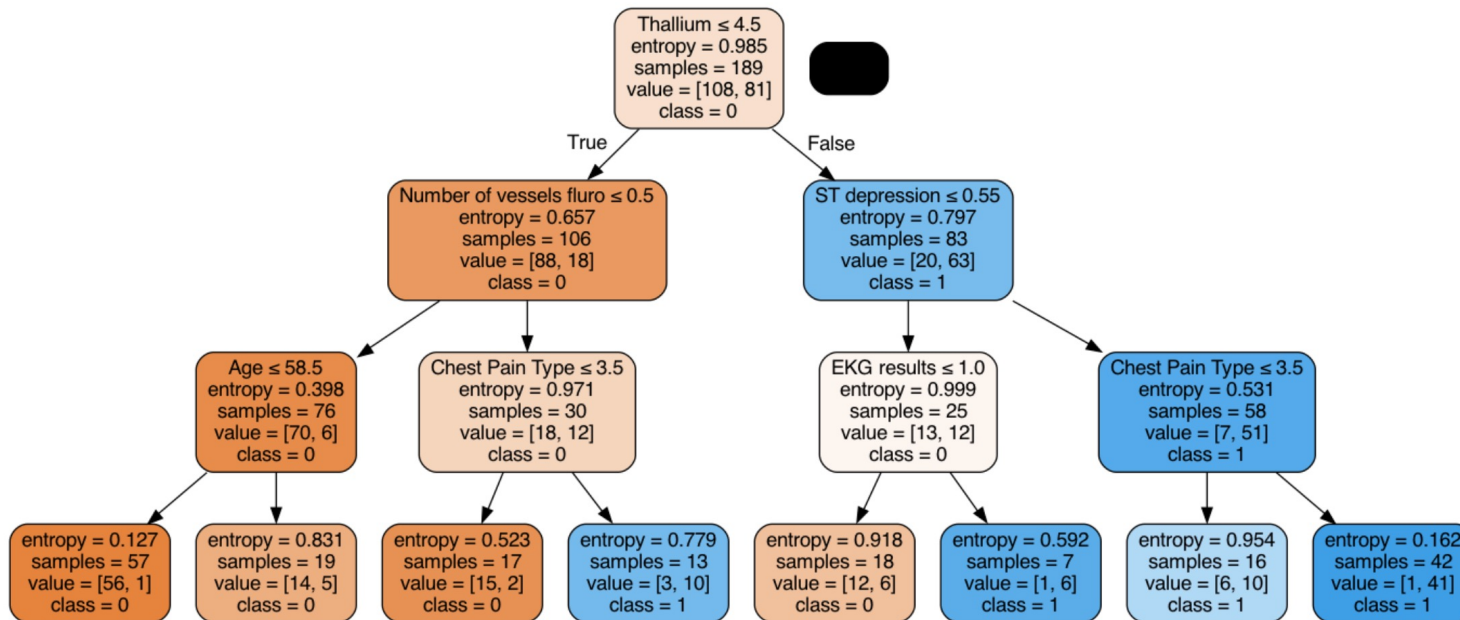 Thallium ≤ 4.5
entropy = 0.985
samples = 189
value = [108, 81]
class = 0
True
False
Number of vessels fluro ≤ 0.5
entropy = 0.657
samples = 106
value = [88, 18]
class = 0
ST depression ≤ 0.55
entropy = 0.797
samples = 83
value = [20, 63]
class = 1
Age ≤ 58.5
entropy = 0.398
samples = 76
value = [70, 6]
class = 0
Chest Pain Type ≤ 3.5
entropy = 0.971
samples = 30
value = [18, 12]
class = 0
EKG results ≤ 1.0
entropy = 0.999
samples = 25
value = [13, 12]
class = 0
Chest Pain Type ≤ 3.5
entropy = 0.531
samples = 58
value = [7, 51]
class = 1
entropy = 0.127
samples = 57
value = [56, 1]
class = 0
entropy = 0.831
samples = 19
value = [14, 5]
class = 0
entropy = 0.523
samples = 17
value = [15, 2]
class = 0
entropy = 0.779
samples = 13
value = [3, 10]
class = 1
entropy = 0.918
samples = 18
value = [12, 6]
class = 0
entropy = 0.592
samples = 7
value = [1, 6]
class = 1
entropy = 0.954
samples = 16
value = [6, 10]
class = 1
entropy = 0.162
samples = 42
value = [1, 41]
class = 1